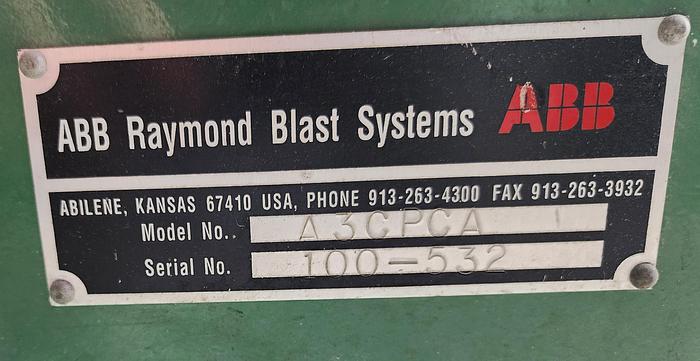 ABB Raymond Blast Systems ABB
ABILENE, KANSAS 67410 USA, PHONE 913-263-4300 FAX 913-263-3932
Model No.. A3CPCA
Serial No. 100-532